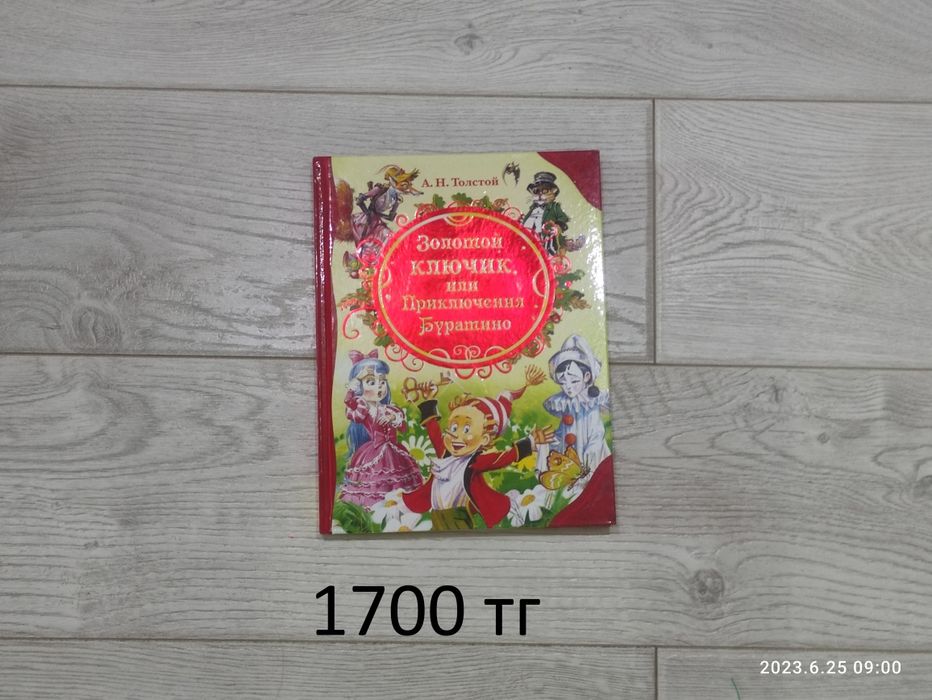 А. Н. Толстой
Золотой
ключик,
или
Приключения
Буратино
1700 тг
2023.6.25 09:00